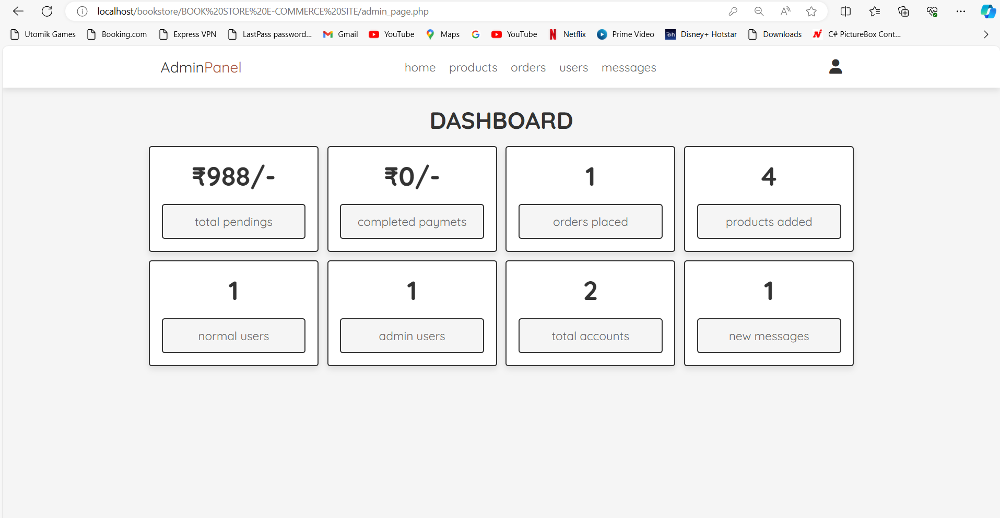 localhost/bookstore/BOOK%20STORE%20E-COMMERCE%20SITE/admin_page.php
Utomik Games Booking.com Express VPN LastPass password... Gmail YouTube Maps YouTube Netflix Prime Video Disney+ Hotstar Downloads C# PictureBox Cont...
AdminPanel home products orders users messages
DASHBOARD
₹988/- ₹0/- 1 4
total pendings completed paymets orders placed products added
1 1 2 1
normal users admin users total accounts new messages